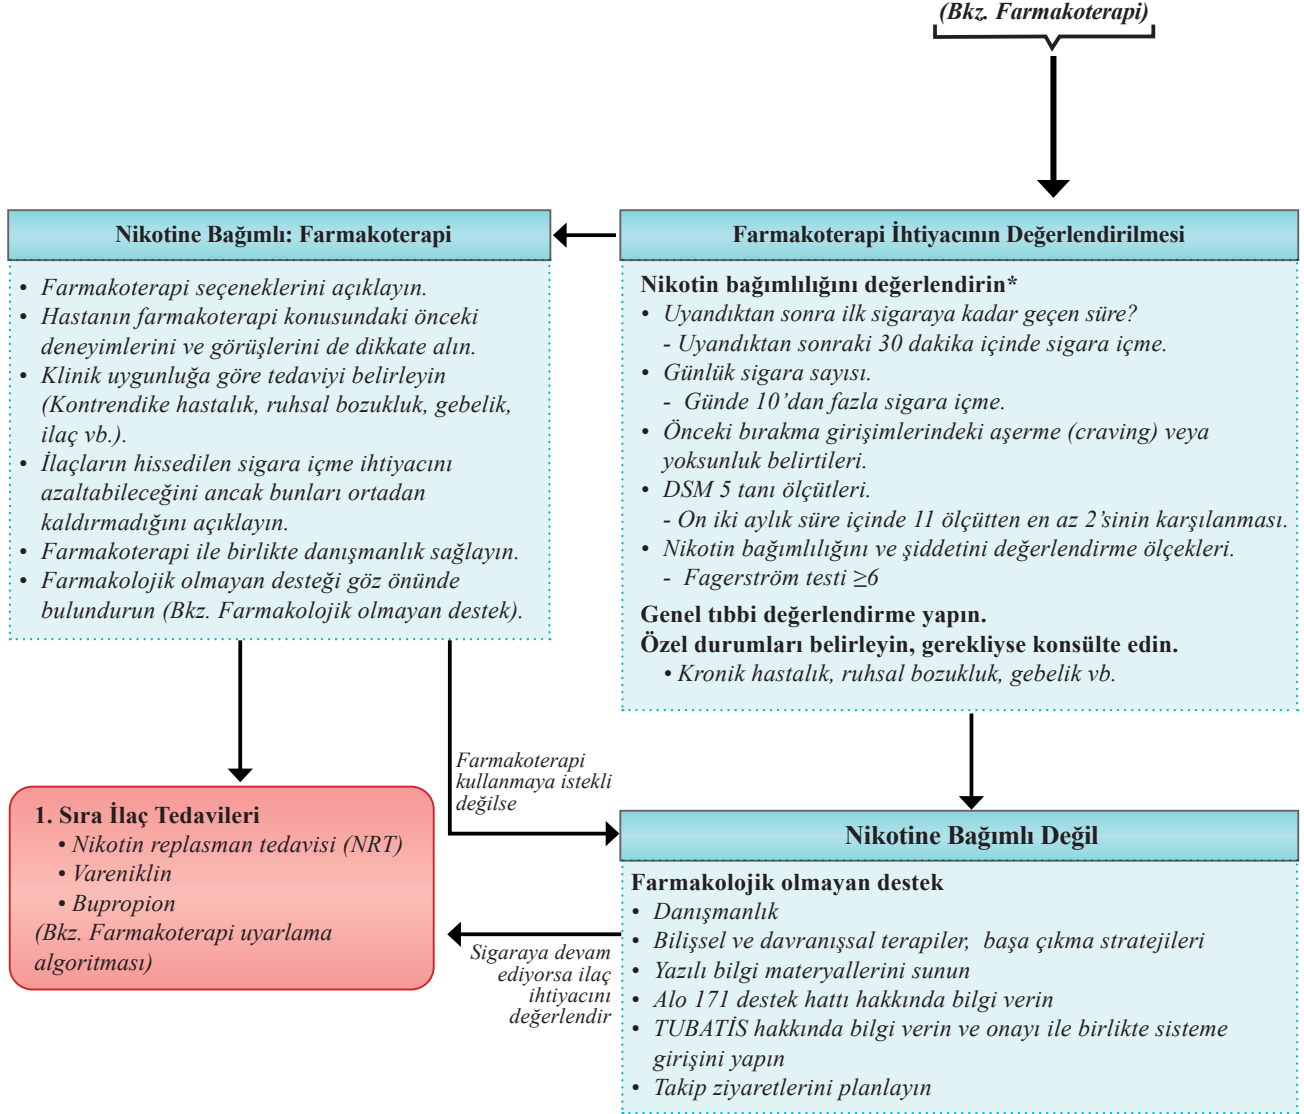 (Bkz. Farmakoterapi)
Nikotine Bağımlı: Farmakoterapi
• Farmakoterapi seçeneklerini açıklayın.
• Hastanın farmakoterapi konusundaki önceki
deneyimlerini ve görüşlerini de dikkate alın.
• Klinik uygunluğa göre tedaviyi belirleyin
(Kontrendike hastalık, ruhsal bozukluk, gebelik,
ilaç vb.).
• İlaçların hissedilen sigara içme ihtiyacını
azaltabileceğini ancak bunları ortadan
kaldırmadığını açıklayın.
• Farmakoterapi ile birlikte danışmanlık sağlayın.
• Farmakolojik olmayan desteği göz önünde
bulundurun (Bkz. Farmakolojik olmayan destek).
Farmakoterapi İhtiyacının Değerlendirilmesi
Nikotin bağımlılığını değerlendirin*
• Uyandıktan sonra ilk sigaraya kadar geçen süre?
- Uyandıktan sonraki 30 dakika içinde sigara içme.
• Günlük sigara sayısı.
- Günde 10’dan fazla sigara içme.
• Önceki bırakma girişimlerindeki aşerme (craving) veya
yoksunluk belirtileri.
• DSM 5 tanı ölçütleri.
- On iki aylık süre içinde 11 ölçütten en az 2’sinin karşılanması.
• Nikotin bağımlılığını ve şiddetini değerlendirme ölçekleri.
- Fagerström testi ≥6
Genel tıbbi değerlendirme yapın.
Özel durumları belirleyin, gerekliyse konsülte edin.
• Kronik hastalık, ruhsal bozukluk, gebelik vb.
Farmakoterapi
kullanmaya istekli
değilse
1. Sıra İlaç Tedavileri
• Nikotin replasman tedavisi (NRT)
• Vareniklin
• Bupropion
(Bkz. Farmakoterapi uyarlama
algoritması)
Sigaraya devam
ediyorsa ilaç
ihtiyacını
değerlendir
Nikotine Bağımlı Değil
Farmakolojik olmayan destek
• Danışmanlık
• Bilişsel ve davranışsal terapiler, başa çıkma stratejileri
• Yazılı bilgi materyallerini sunun
• Alo 171 destek hattı hakkında bilgi verin
• TUBATİS hakkında bilgi verin ve onayı ile birlikte sisteme
girişini yapın
• Takip ziyaretlerini planlayın